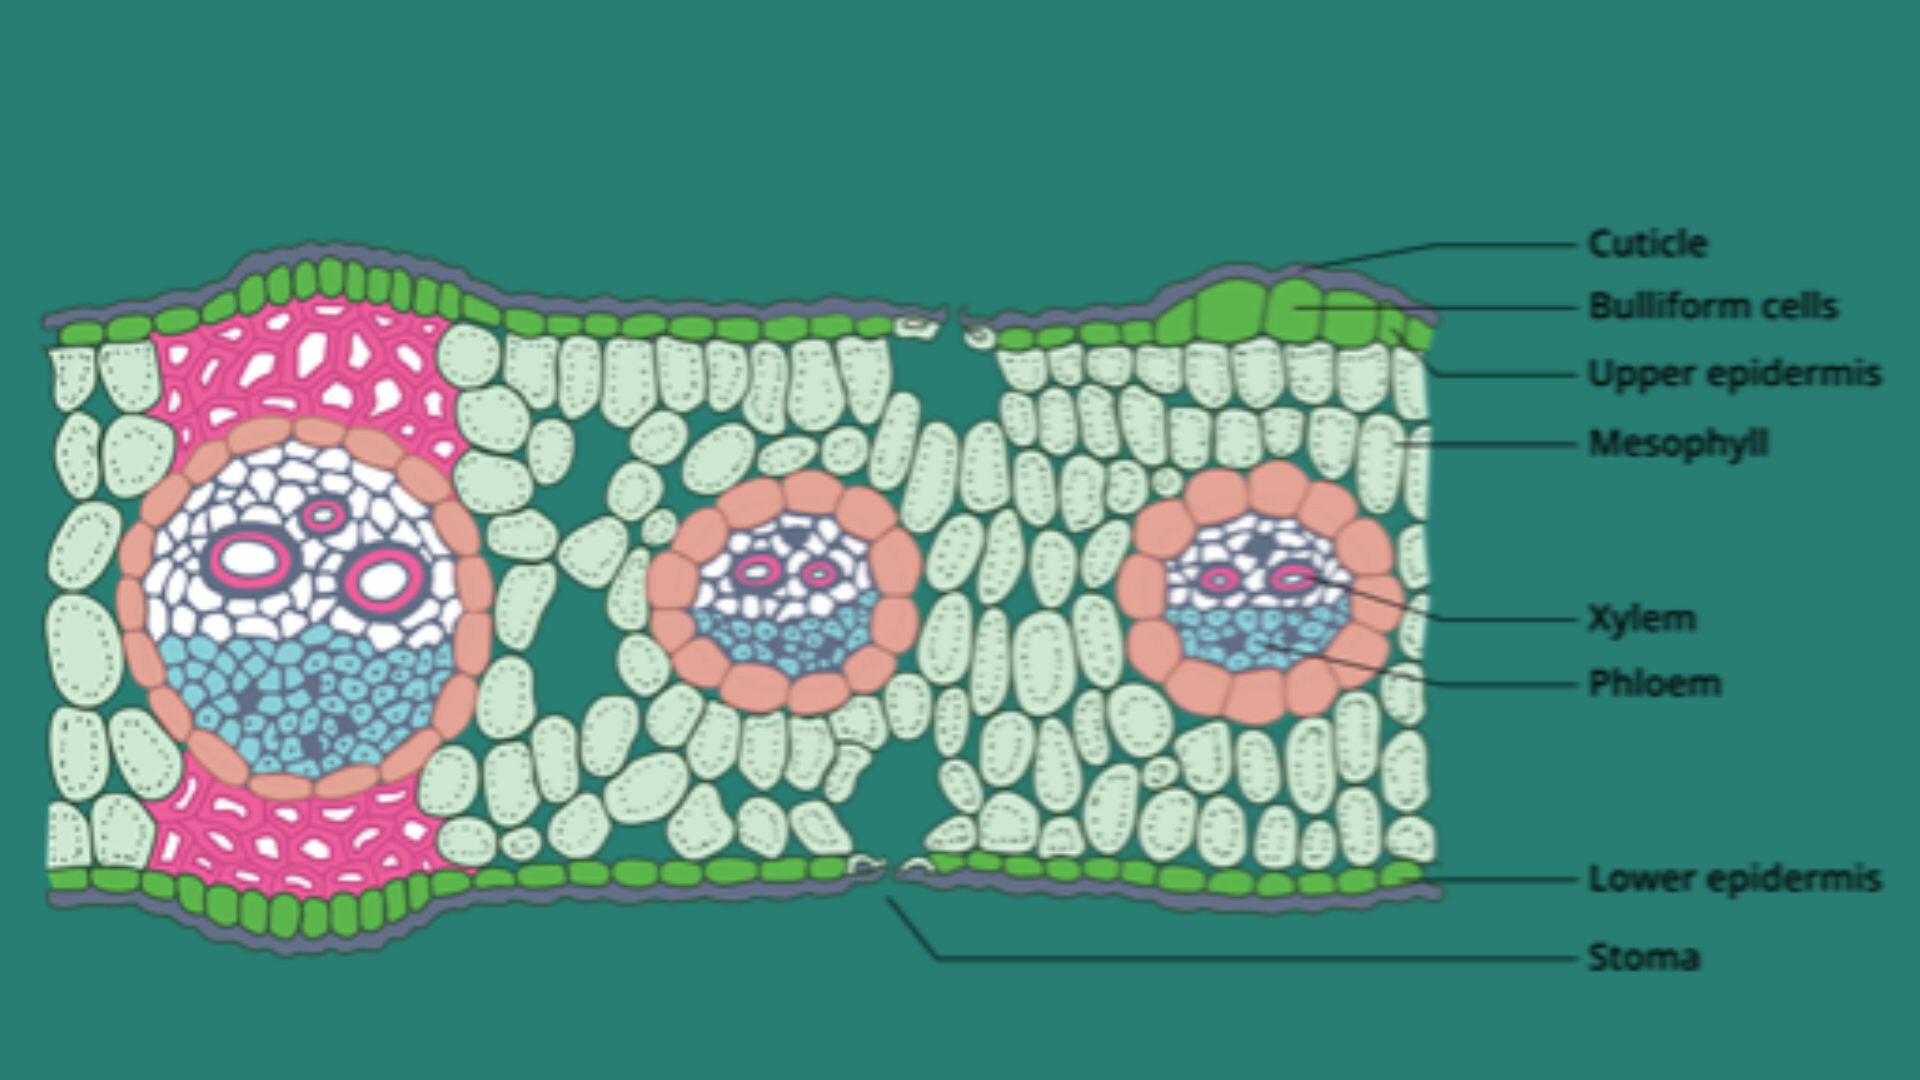 Cuticle
Bulliform cells
Upper epidermis
Mesophyll
Xylem
Phloem
Lower epidermis
Stoma